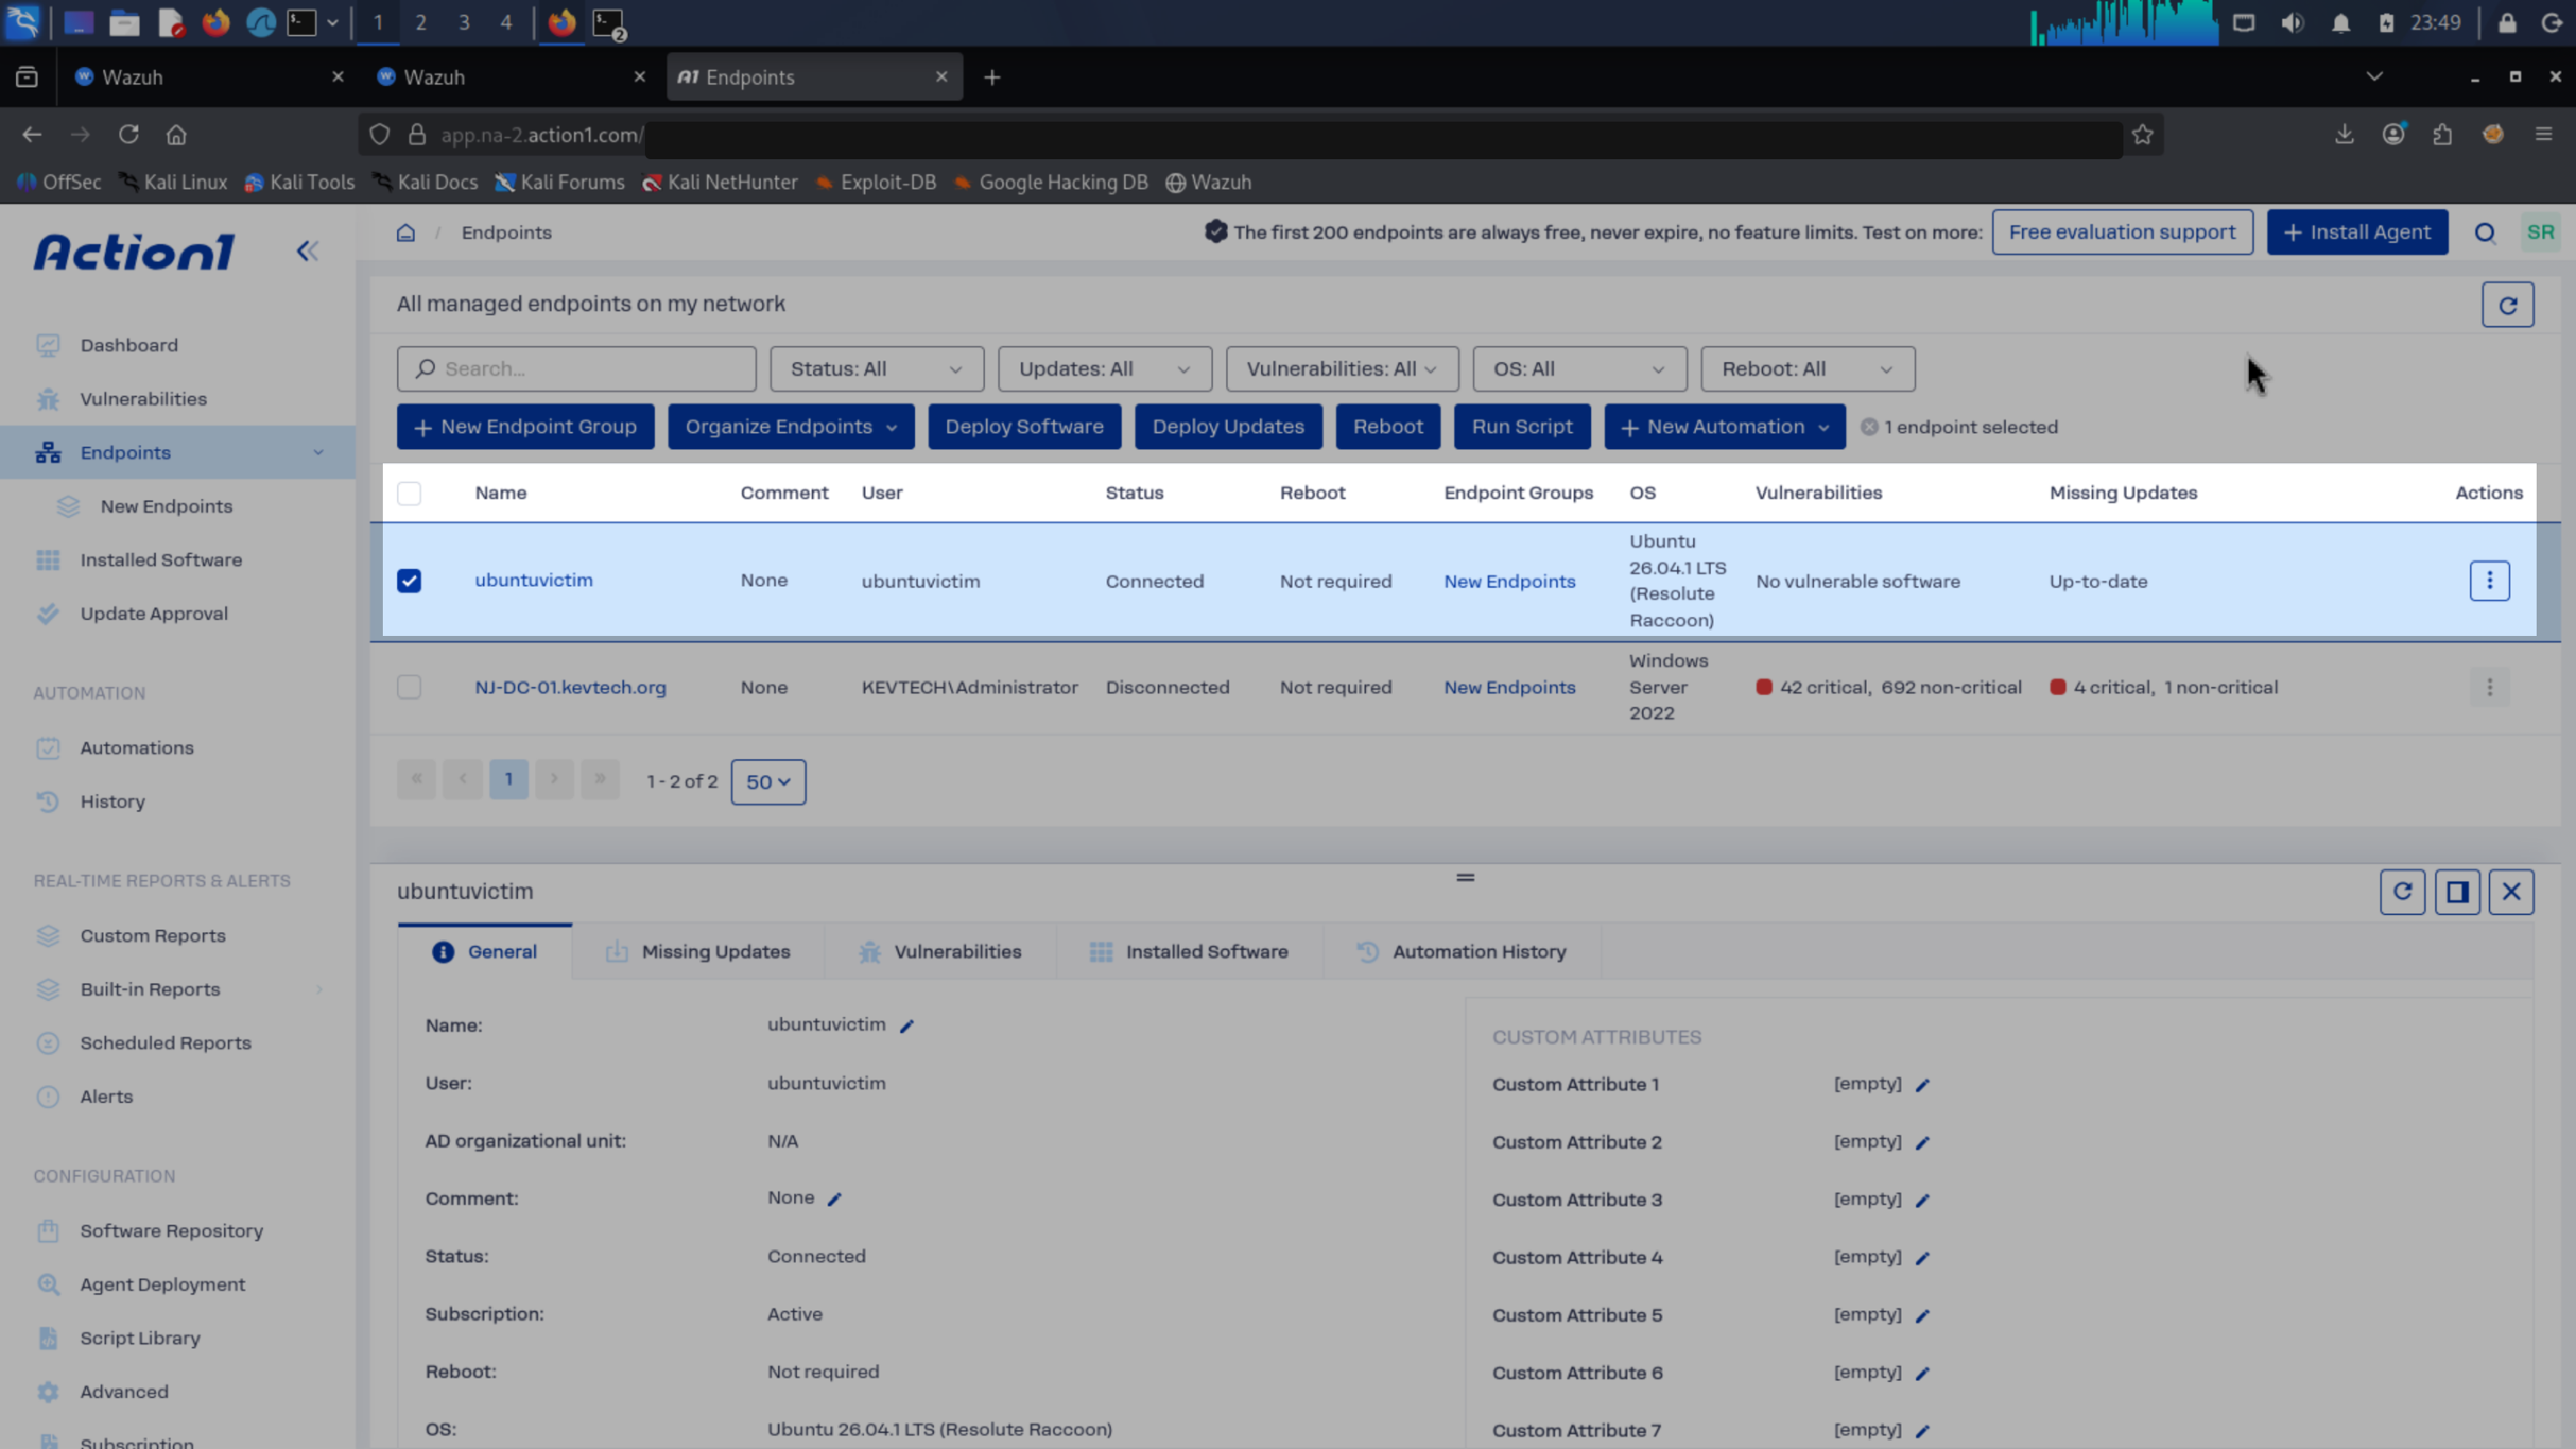 1 2 3 4 2 23:49
Wazuh Wazuh A1 Endpoints
app.na-2.action1.com/
OffSec Kali Linux Kali Tools Kali Docs Kali Forums Kali NetHunter Exploit-DB Google Hacking DB Wazuh
Action1
Endpoints
The first 200 endpoints are always free, never expire, no feature limits. Test on more: Free evaluation support + Install Agent SR
Dashboard
Vulnerabilities
Endpoints
New Endpoints
Installed Software
Update Approval
AUTOMATION
Automations
History
REAL-TIME REPORTS & ALERTS
Custom Reports
Built-in Reports
Scheduled Reports
Alerts
CONFIGURATION
Software Repository
Agent Deployment
Script Library
Advanced
Subscription
/ Endpoints
All managed endpoints on my network
Search... Status: All Updates: All Vulnerabilities: All OS: All Reboot: All
+ New Endpoint Group Organize Endpoints Deploy Software Deploy Updates Reboot Run Script + New Automation 1 endpoint selected
Name Comment User Status Reboot Endpoint Groups OS Vulnerabilities Missing Updates Actions
ubuntuvictim None ubuntuvictim Connected Not required New Endpoints Ubuntu 26.04.1 LTS (Resolute Raccoon) No vulnerable software Up-to-date
NJ-DC-01.kevtech.org None KEVTECH\Administrator Disconnected Not required New Endpoints Windows Server 2022 42 critical, 692 non-critical 4 critical, 1 non-critical
« ‹ 1 › » 1 - 2 of 2 50
ubuntuvictim
General Missing Updates Vulnerabilities Installed Software Automation History
Name: ubuntuvictim
User: ubuntuvictim
AD organizational unit: N/A
Comment: None
Status: Connected
Subscription: Active
Reboot: Not required
OS: Ubuntu 26.04.1 LTS (Resolute Raccoon)
CUSTOM ATTRIBUTES
Custom Attribute 1 [empty]
Custom Attribute 2 [empty]
Custom Attribute 3 [empty]
Custom Attribute 4 [empty]
Custom Attribute 5 [empty]
Custom Attribute 6 [empty]
Custom Attribute 7 [empty]